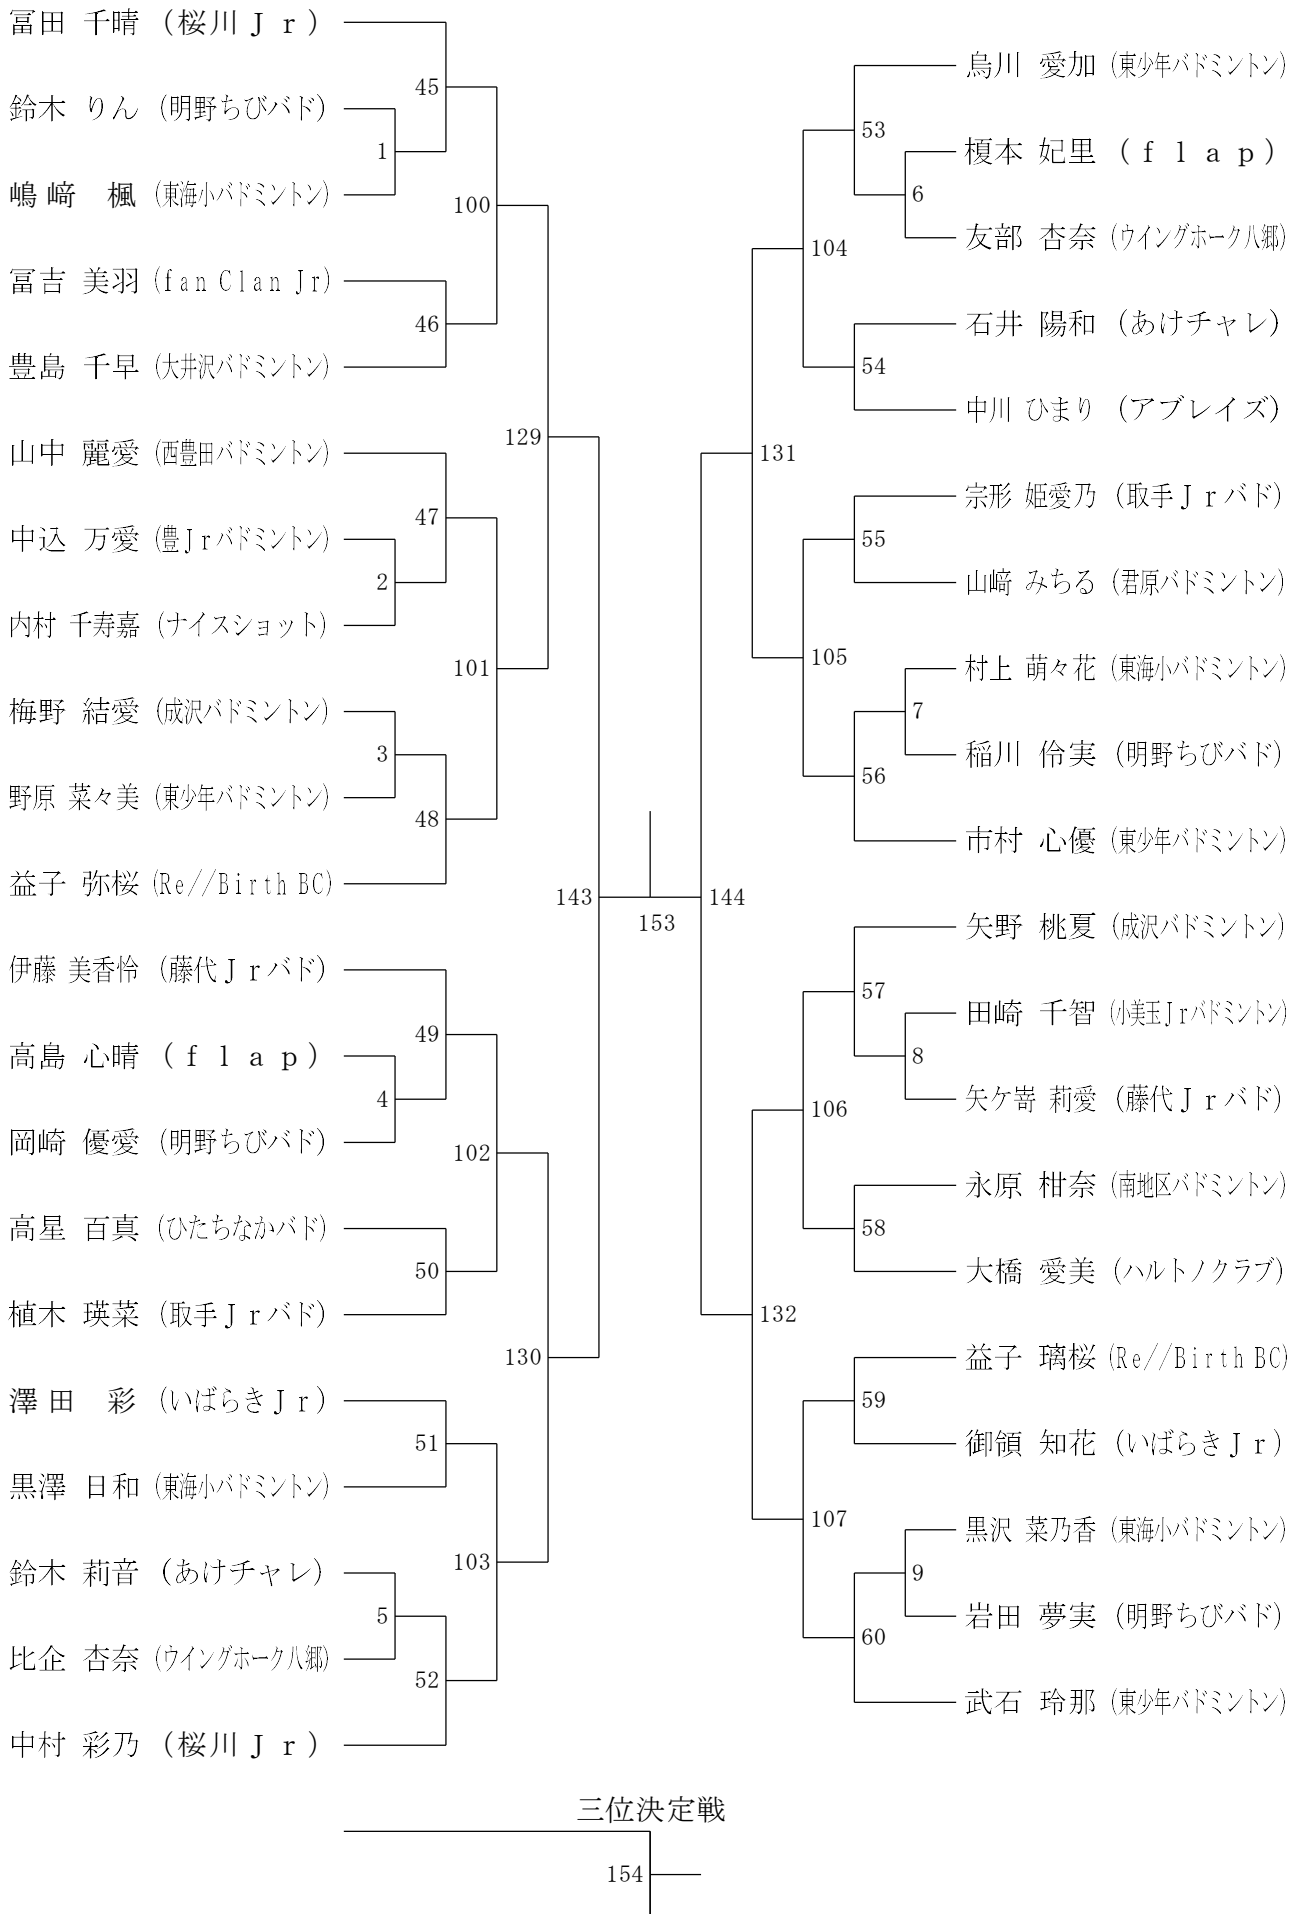 冨田 千晴 (桜川Ｊｒ)
45
鈴木 りん (明野ちびバド)
1
嶋﨑 楓 (東海小バドミントン)
100
冨吉 美羽 (fan Clan Jr)
46
豊島 千早 (大井沢バドミントン)
129
山中 麗愛 (西豊田バドミントン)
47
中込 万愛 (豊Jrバドミントン)
2
内村 千寿嘉 (ナイスショット)
101
梅野 結愛 (成沢バドミントン)
3
野原 菜々美 (東少年バドミントン)
48
益子 弥桜 (Re//Birth BC)
143
伊藤 美香怜 (藤代Ｊｒバド)
49
高島 心晴 (ｆｌａｐ)
4
岡崎 優愛 (明野ちびバド)
102
高星 百真 (ひたちなかバド)
50
植木 瑛菜 (取手Ｊｒバド)
130
澤田 彩 (いばらきＪｒ)
51
黒澤 日和 (東海小バドミントン)
103
鈴木 莉音 (あけチャレ)
5
比企 杏奈 (ウイングホーク八郷)
52
中村 彩乃 (桜川Ｊｒ)
153
烏川 愛加 (東少年バドミントン)
53
榎本 妃里 (ｆｌａｐ)
6
友部 杏奈 (ウイングホーク八郷)
104
石井 陽和 (あけチャレ)
54
中川 ひまり (アブレイズ)
131
宗形 姫愛乃 (取手Ｊｒバド)
55
山﨑 みちる (君原バドミントン)
105
村上 萌々花 (東海小バドミントン)
7
稲川 伶実 (明野ちびバド)
56
市村 心優 (東少年バドミントン)
144
矢野 桃夏 (成沢バドミントン)
57
田崎 千智 (小美玉Jrバドミントン)
8
矢ケ嵜 莉愛 (藤代Ｊｒバド)
106
永原 柑奈 (南地区バドミントン)
58
大橋 愛美 (ハルトノクラブ)
132
益子 璃桜 (Re//Birth BC)
59
御領 知花 (いばらきＪｒ)
107
黒沢 菜乃香 (東海小バドミントン)
9
岩田 夢実 (明野ちびバド)
60
武石 玲那 (東少年バドミントン)
三位決定戦
154